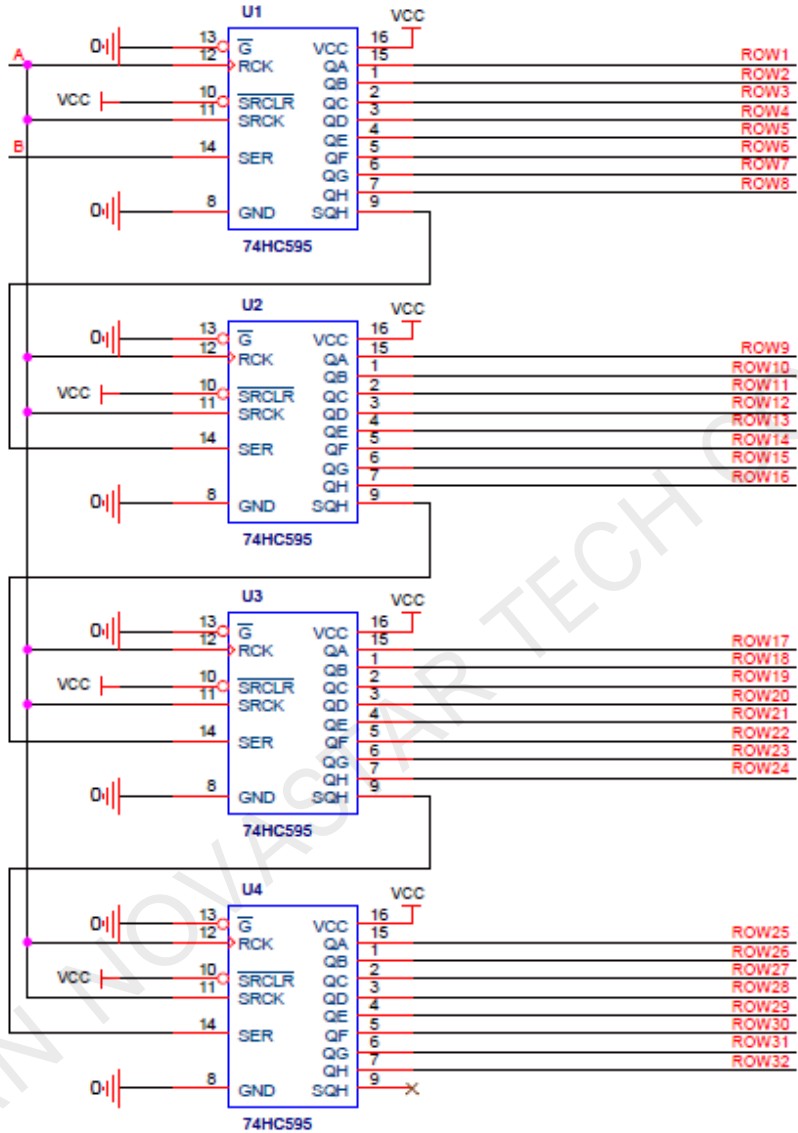 U1
VCC
0 13 G VCC 16
A 12 RCK QA 15 ROW1
QB 1 ROW2
VCC 10 SRCLR QC 2 ROW3
11 SRCK QD 3 ROW4
QE 4 ROW5
B 14 SER QF 5 ROW6
QG 6 ROW7
QH 7 ROW8
0 8 GND SQH 9
74HC595
U2
VCC
0 13 G VCC 16
12 RCK QA 15 ROW9
QB 1 ROW10
VCC 10 SRCLR QC 2 ROW11
11 SRCK QD 3 ROW12
QE 4 ROW13
14 SER QF 5 ROW14
QG 6 ROW15
QH 7 ROW16
0 8 GND SQH 9
74HC595
U3
VCC
0 13 G VCC 16
12 RCK QA 15 ROW17
QB 1 ROW18
VCC 10 SRCLR QC 2 ROW19
11 SRCK QD 3 ROW20
QE 4 ROW21
14 SER QF 5 ROW22
QG 6 ROW23
QH 7 ROW24
0 8 GND SQH 9
74HC595
U4
VCC
0 13 G VCC 16
12 RCK QA 15 ROW25
QB 1 ROW26
VCC 10 SRCLR QC 2 ROW27
11 SRCK QD 3 ROW28
QE 4 ROW29
14 SER QF 5 ROW30
QG 6 ROW31
QH 7 ROW32
0 8 GND SQH 9
74HC595
NOVASTAR TECH